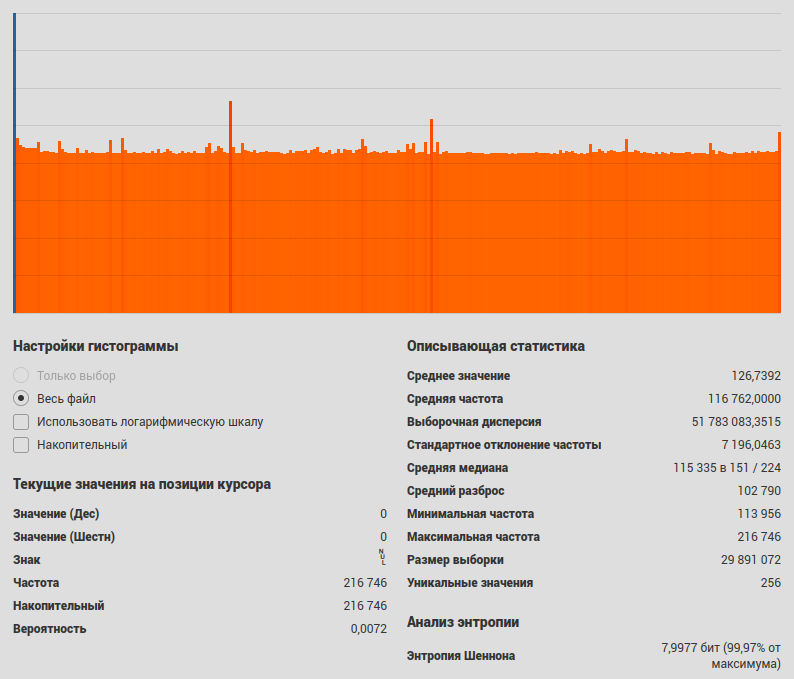 Настройки гистограммы
Только выбор
Весь файл
Использовать логарифмическую шкалу
Накопительный
Текущие значения на позиции курсора
Значение (Дес) 0
Значение (Шестн) 0
Знак NUL
Частота 216 746
Накопительный 216 746
Вероятность 0,0072
Описывающая статистика
Среднее значение 126,7392
Средняя частота 116 762,0000
Выборочная дисперсия 51 783 083,3515
Стандартное отклонение частоты 7 196,0463
Средняя медиана 115 335 в 151 / 224
Средний разброс 102 790
Минимальная частота 113 956
Максимальная частота 216 746
Размер выборки 29 891 072
Уникальные значения 256
Анализ энтропии
Энтропия Шеннона 7,9977 бит (99,97% от
максимума)